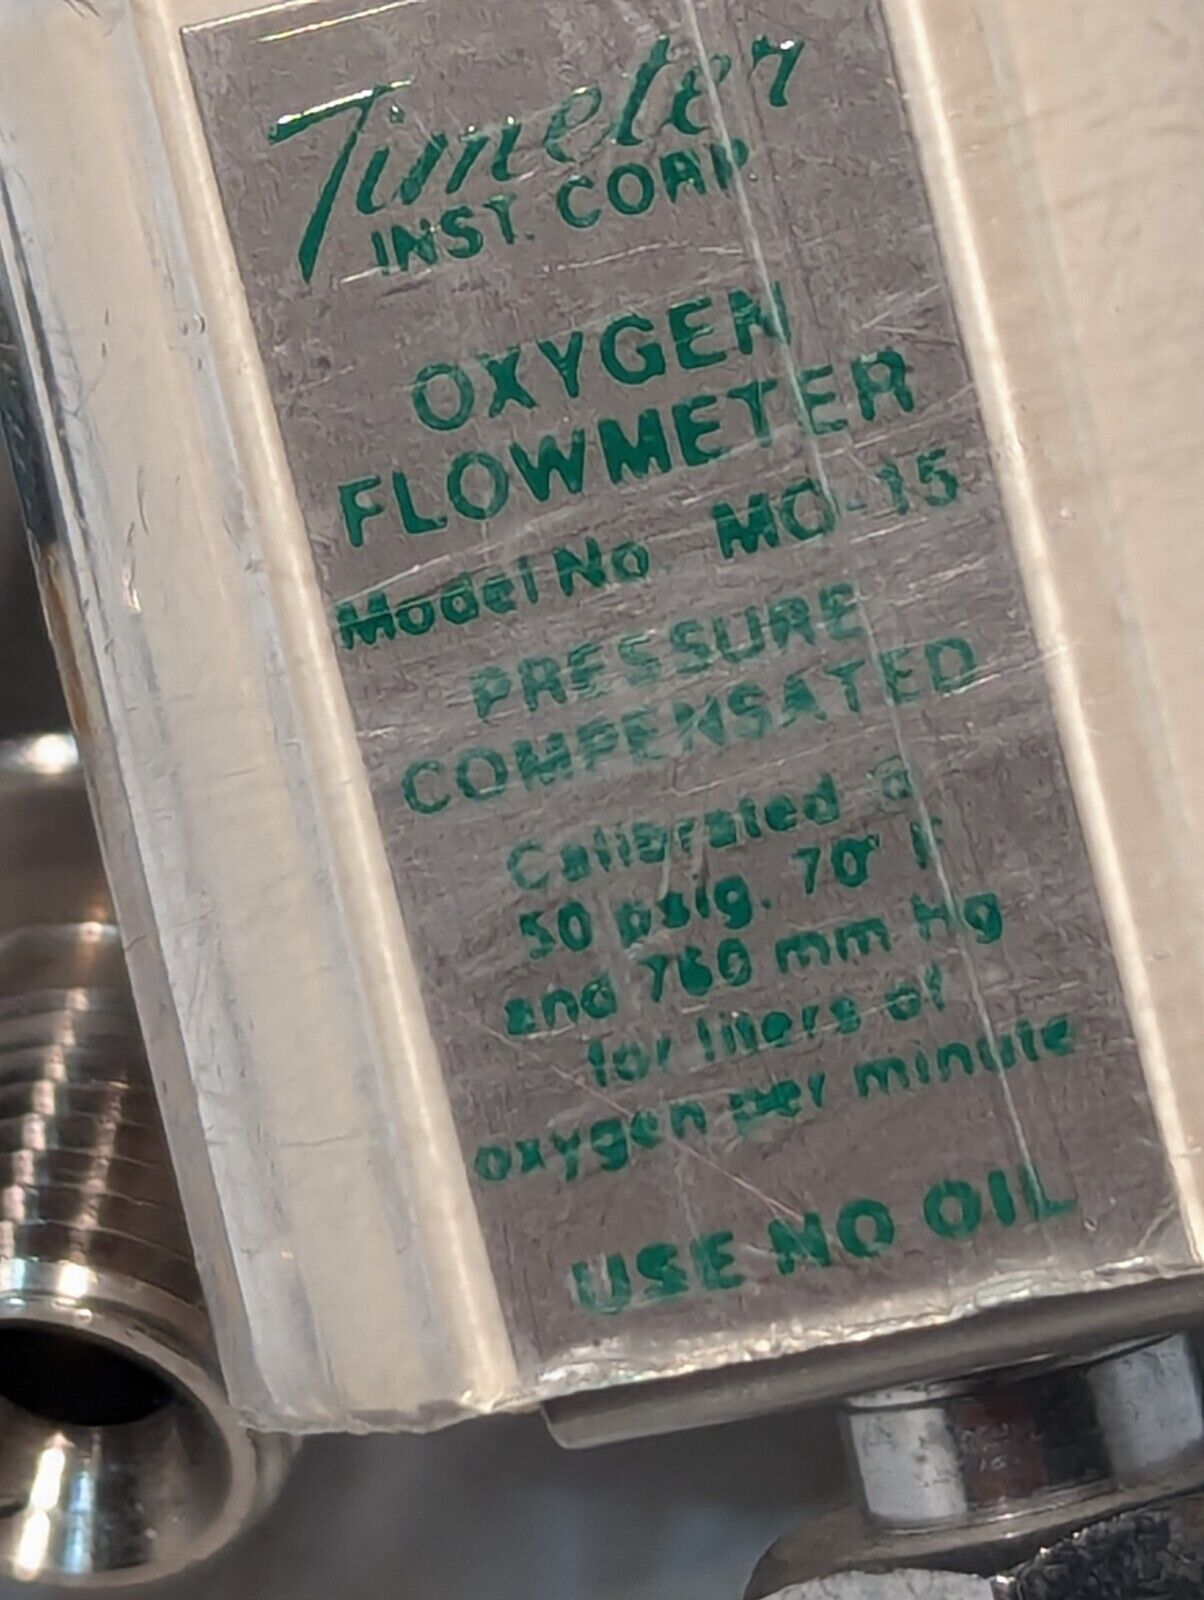 Timeter
INST. CORP
OXYGEN
FLOWMETER
Model No. MO-15
PRESSURE
COMPENSATED
Calibrated @
50 psig. 70° F
and 760 mm Hg
for liters of
oxygen per minute
USE NO OIL